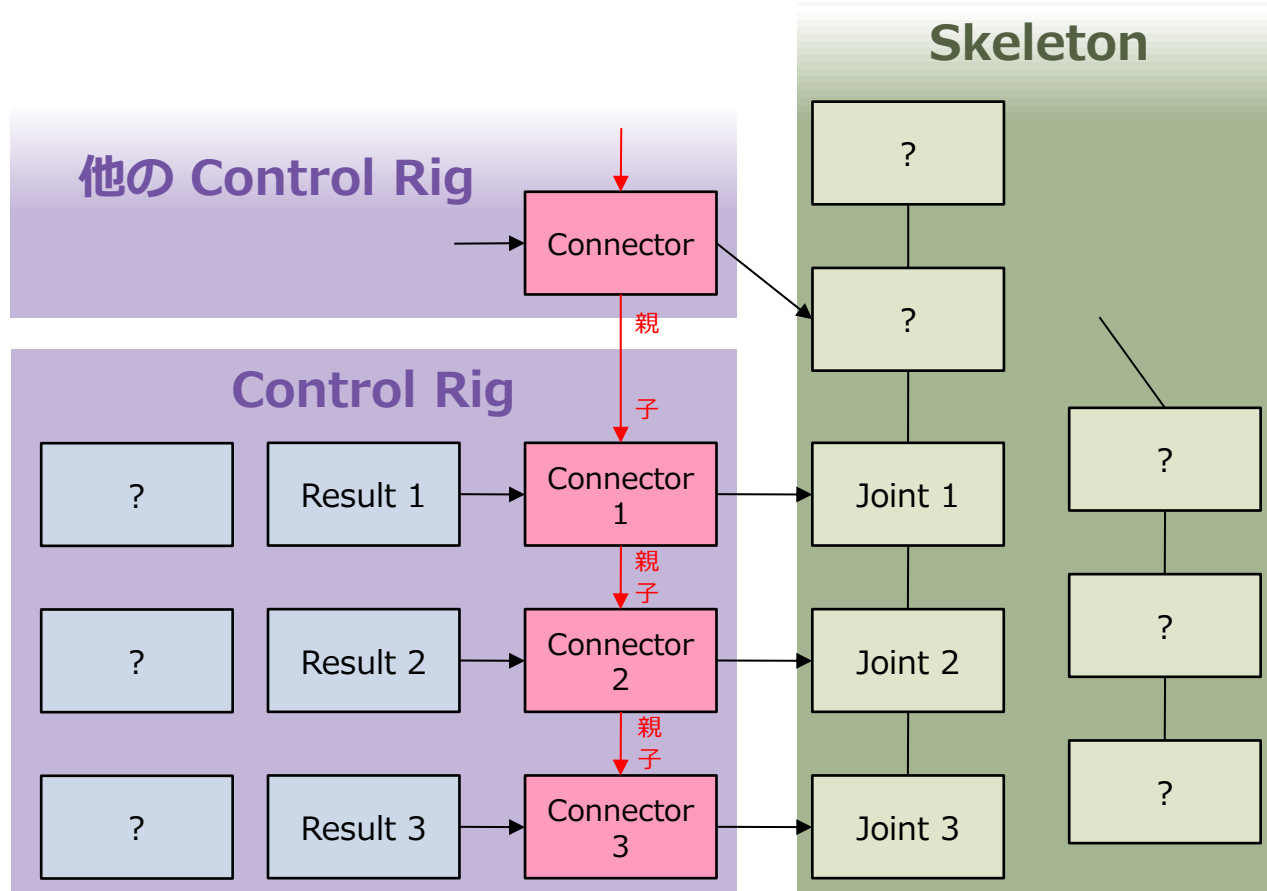 Skeleton
?
他の Control Rig
Connector
?
親
Control Rig
子
?
Result 1
Connector
1
Joint 1
?
親
子
?
Result 2
Connector
2
Joint 2
?
親
子
?
Result 3
Connector
3
Joint 3
?